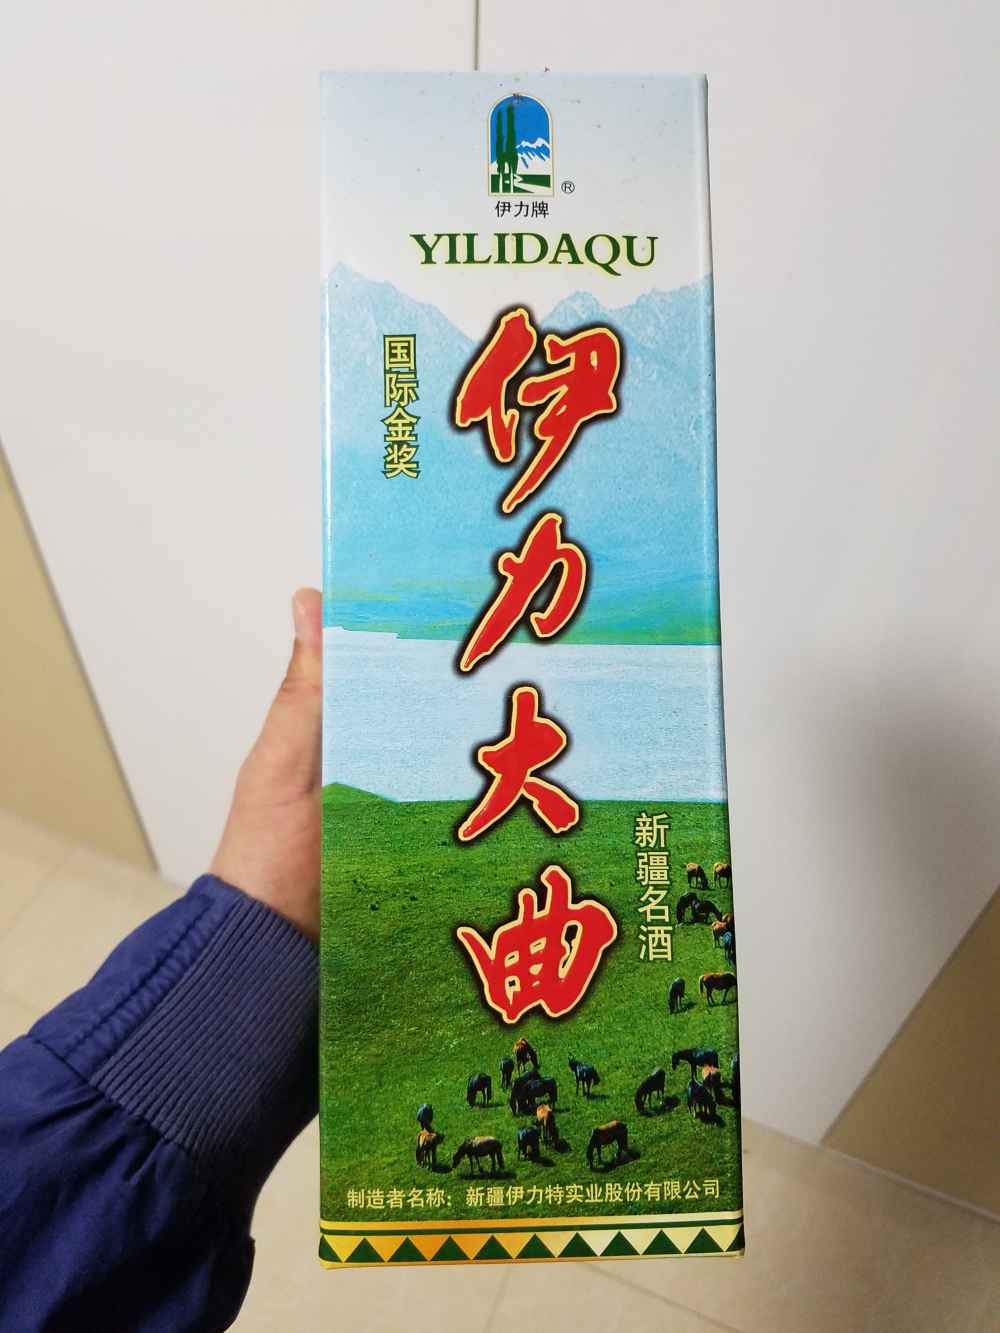 ®
伊力牌
YILIDAQU
国际金奖
伊力大曲
新疆名酒
制造者名称：新疆伊力特实业股份有限公司